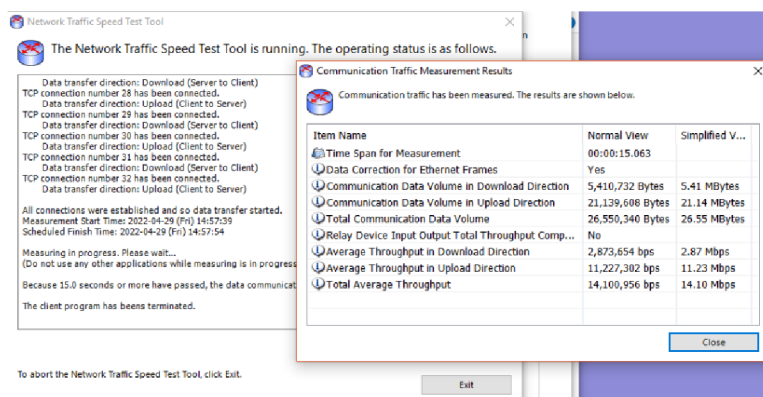 Network Traffic Speed Test Tool
The Network Traffic Speed Test Tool is running. The operating status is as follows.
Data transfer direction: Download (Server to Client)
TCP connection number 28 has been connected.
Data transfer direction: Upload (Client to Server)
TCP connection number 29 has been connected.
Data transfer direction: Download (Server to Client)
TCP connection number 30 has been connected.
Data transfer direction: Upload (Client to Server)
TCP connection number 31 has been connected.
Data transfer direction: Download (Server to Client)
TCP connection number 32 has been connected.
Data transfer direction: Upload (Client to Server)
All connections were established and so data transfer started.
Measurement Start Time: 2022-04-29 (Fri) 14:57:39
Scheduled Finish Time: 2022-04-29 (Fri) 14:57:54
Measuring in progress. Please wait...
(Do not use any other applications while measuring is in progress
Because 15.0 seconds or more have passed, the data communicat
The client program has beens terminated.
To abort the Network Traffic Speed Test Tool, click Exit.
Exit
Communication Traffic Measurement Results
Communication traffic has been measured. The results are shown below.
Item Name Normal View Simplified V...
Time Span for Measurement 00:00:15.063
Data Correction for Ethernet Frames Yes
Communication Data Volume in Download Direction 5,410,732 Bytes 5.41 MBytes
Communication Data Volume in Upload Direction 21,139,608 Bytes 21.14 MBytes
Total Communication Data Volume 26,550,340 Bytes 26.55 MBytes
Relay Device Input Output Total Throughput Comp... No
Average Throughput in Download Direction 2,873,654 bps 2.87 Mbps
Average Throughput in Upload Direction 11,227,302 bps 11.23 Mbps
Total Average Throughput 14,100,956 bps 14.10 Mbps
Close